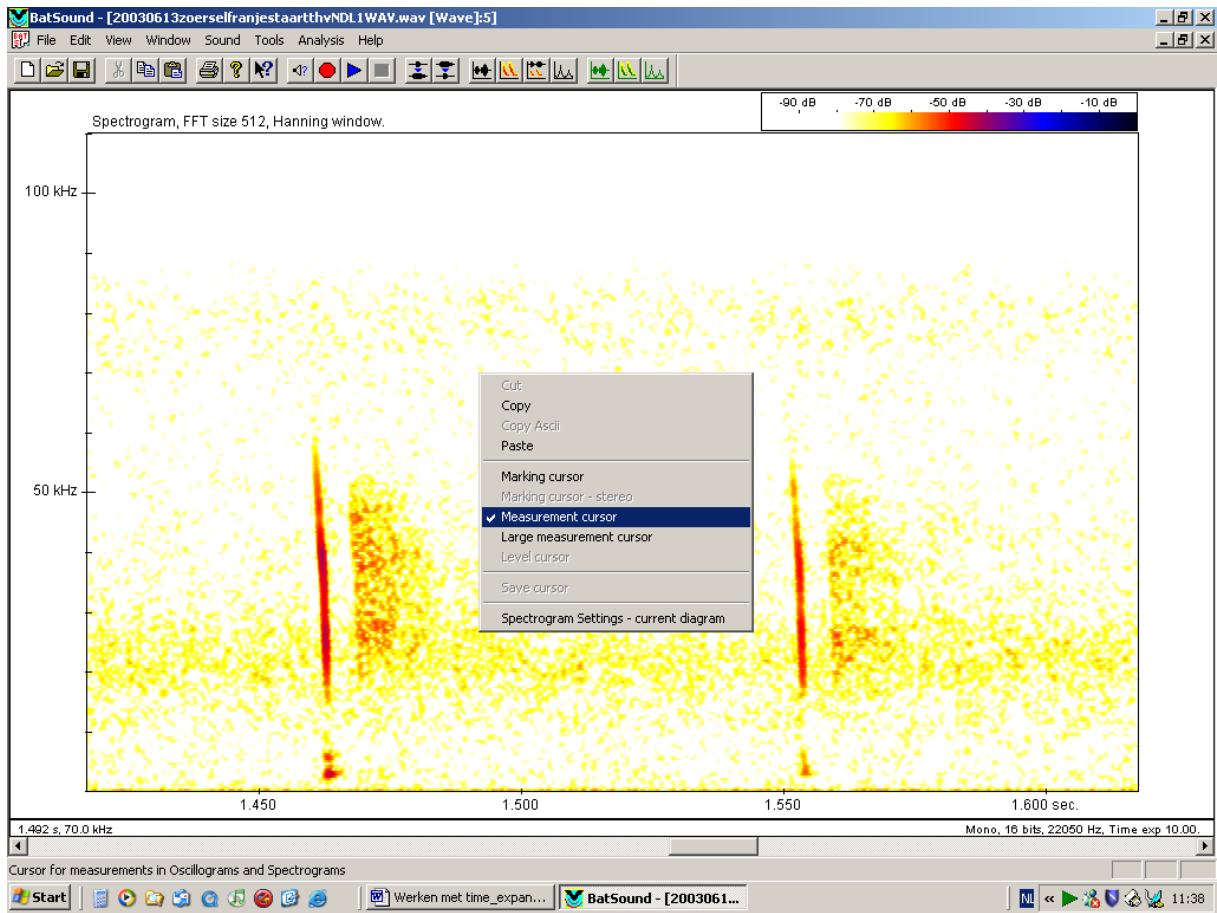 BatSound - [20030613zoerselfranjestaartthvNDL1WAV.wav [Wave]:5]
File Edit View Window Sound Tools Analysis Help
-90 dB -70 dB -50 dB -30 dB -10 dB
Spectrogram, FFT size 512, Hanning window.
100 kHz
50 kHz
Cut
Copy
Copy Ascii
Paste
Marking cursor
Marking cursor - stereo
Measurement cursor
Large measurement cursor
Level cursor
Save cursor
Spectrogram Settings - current diagram
1.450 1.500 1.550 1.600 sec.
1.492 s, 70.0 kHz Mono, 16 bits, 22050 Hz, Time exp 10.00.
Cursor for measurements in Oscillograms and Spectrograms
Start Werken met time_expan... BatSound - [2003061... NL « 11:38